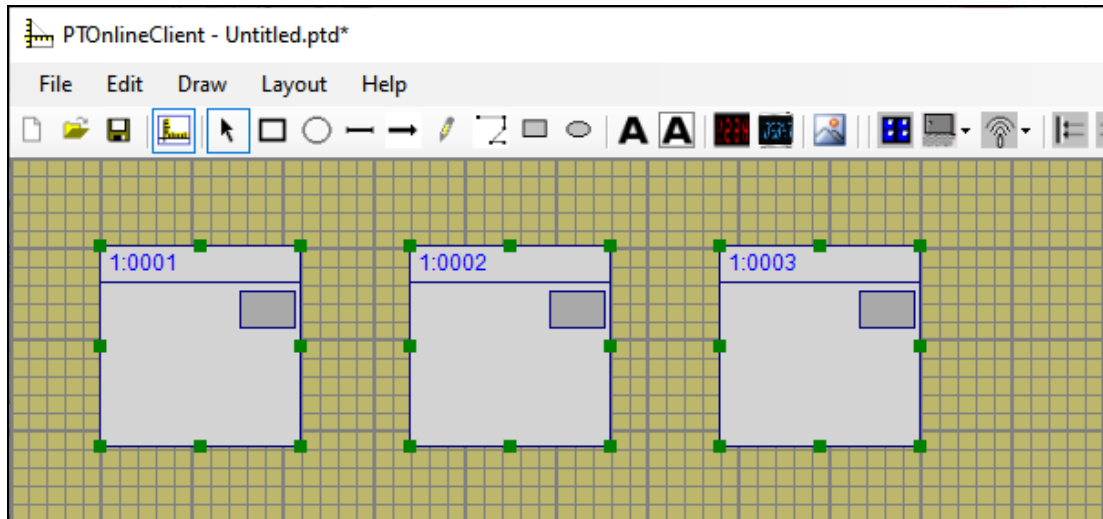 PTOnlineClient - Untitled.ptd*
File Edit Draw Layout Help
A A
1:0001 1:0002 1:0003